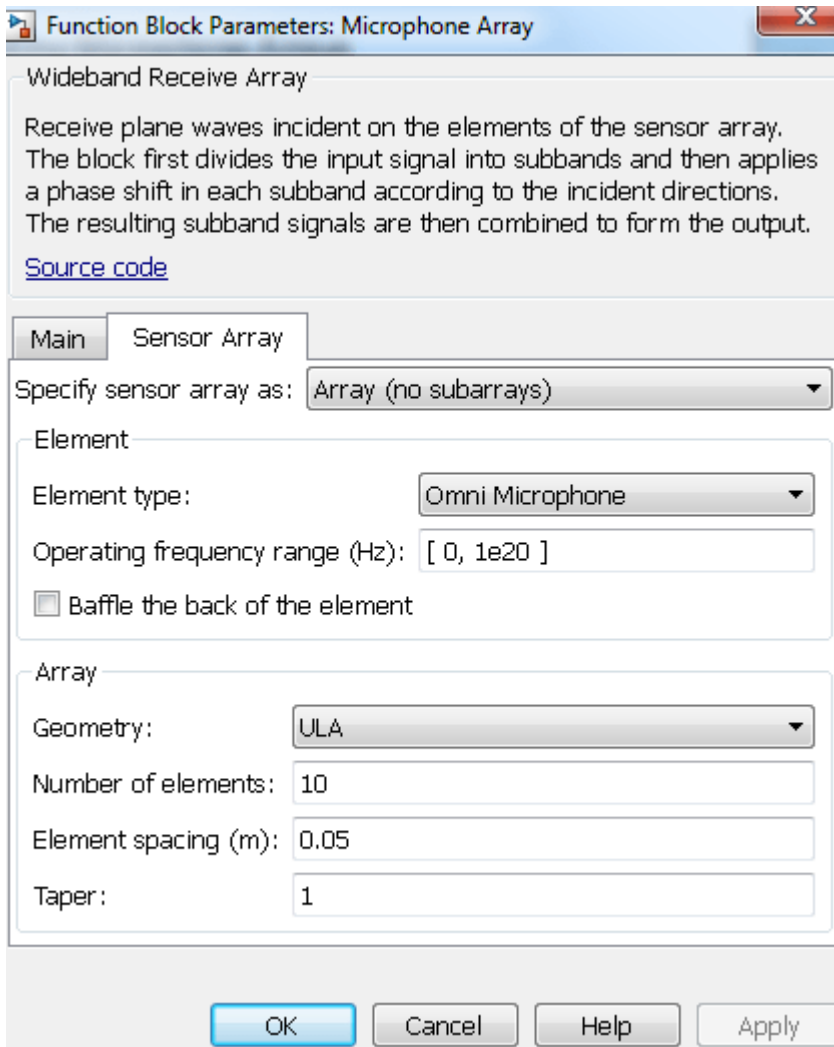 Function Block Parameters: Microphone Array
Wideband Receive Array
Receive plane waves incident on the elements of the sensor array.
The block first divides the input signal into subbands and then applies
a phase shift in each subband according to the incident directions.
The resulting subband signals are then combined to form the output.
Source code
Main Sensor Array
Specify sensor array as: Array (no subarrays)
Element
Element type: Omni Microphone
Operating frequency range (Hz): [ 0, 1e20 ]
Baffle the back of the element
Array
Geometry: ULA
Number of elements: 10
Element spacing (m): 0.05
Taper: 1
OK Cancel Help Apply